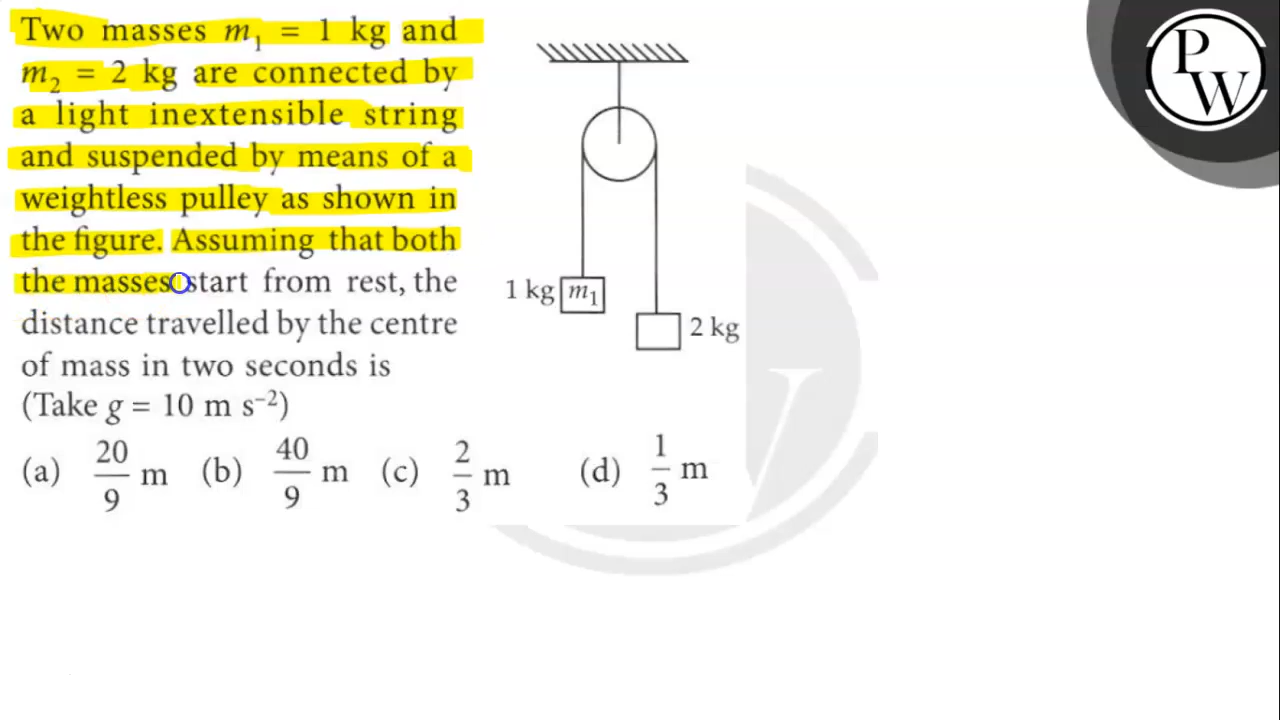 Two masses m₁ = 1 kg and
m₂ = 2 kg are connected by
a light inextensible string
and suspended by means of a
weightless pulley as shown in
the figure. Assuming that both
the masses start from rest, the
distance travelled by the centre
of mass in two seconds is
(Take g = 10 m s⁻²)
(a) 20/9 m (b) 40/9 m (c) 2/3 m (d) 1/3 m
1 kg m₁
2 kg
P
W